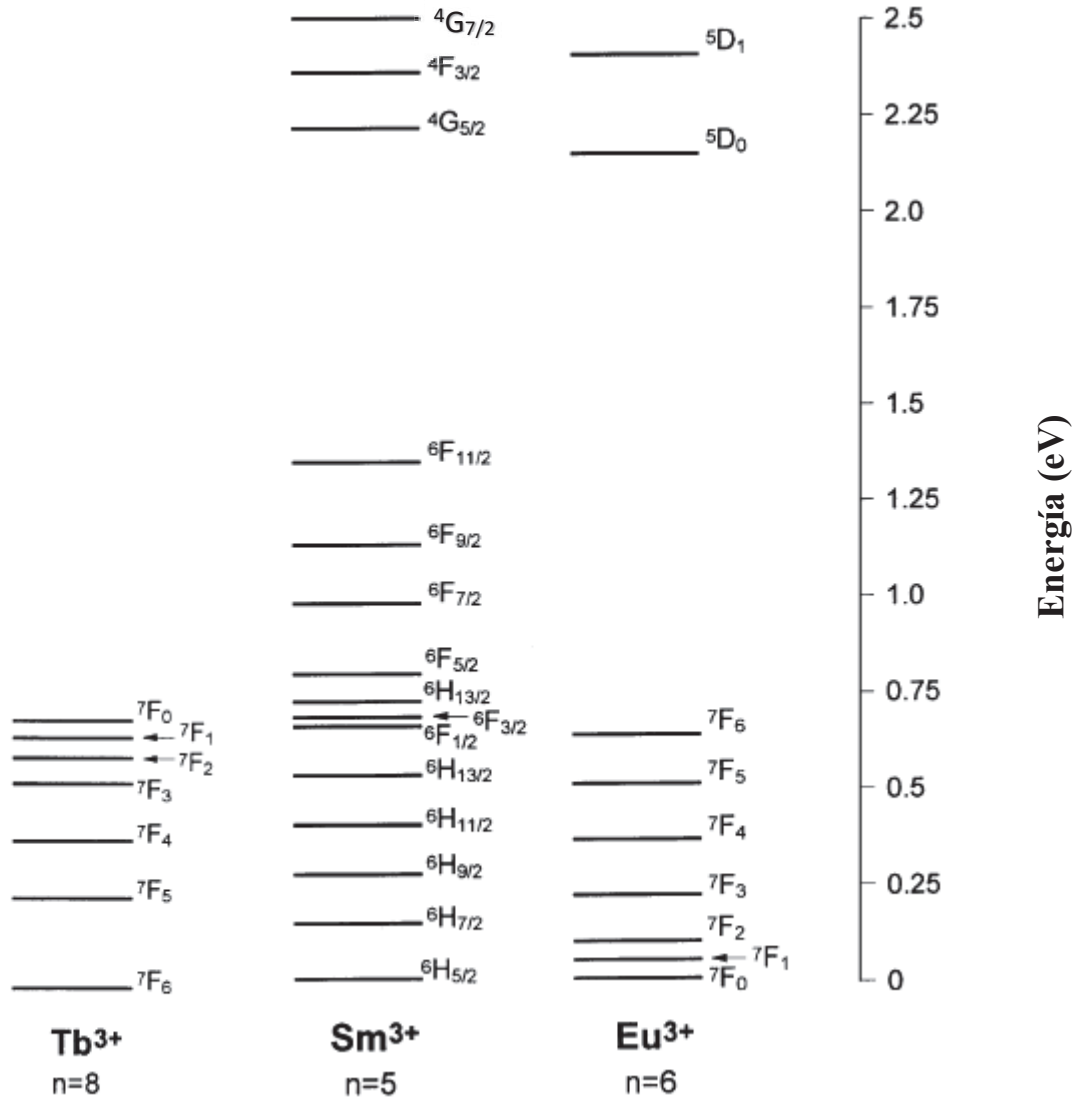 ⁴G₇/₂
⁴F₃/₂
⁴G₅/₂
⁶F₁₁/₂
⁶F₉/₂
⁶F₇/₂
⁶F₅/₂
⁶H₁₃/₂
⁶F₃/₂
⁶F₁/₂
⁶H₁₃/₂
⁶H₁₁/₂
⁶H₉/₂
⁶H₇/₂
⁶H₅/₂
⁵D₁
⁵D₀
⁷F₆
⁷F₅
⁷F₄
⁷F₃
⁷F₂
⁷F₁
⁷F₀
⁷F₀
⁷F₁
⁷F₂
⁷F₃
⁷F₄
⁷F₅
⁷F₆
2.5
2.25
2.0
1.75
1.5
1.25
1.0
0.75
0.5
0.25
0
Energía (eV)
Tb³⁺
n=8
Sm³⁺
n=5
Eu³⁺
n=6